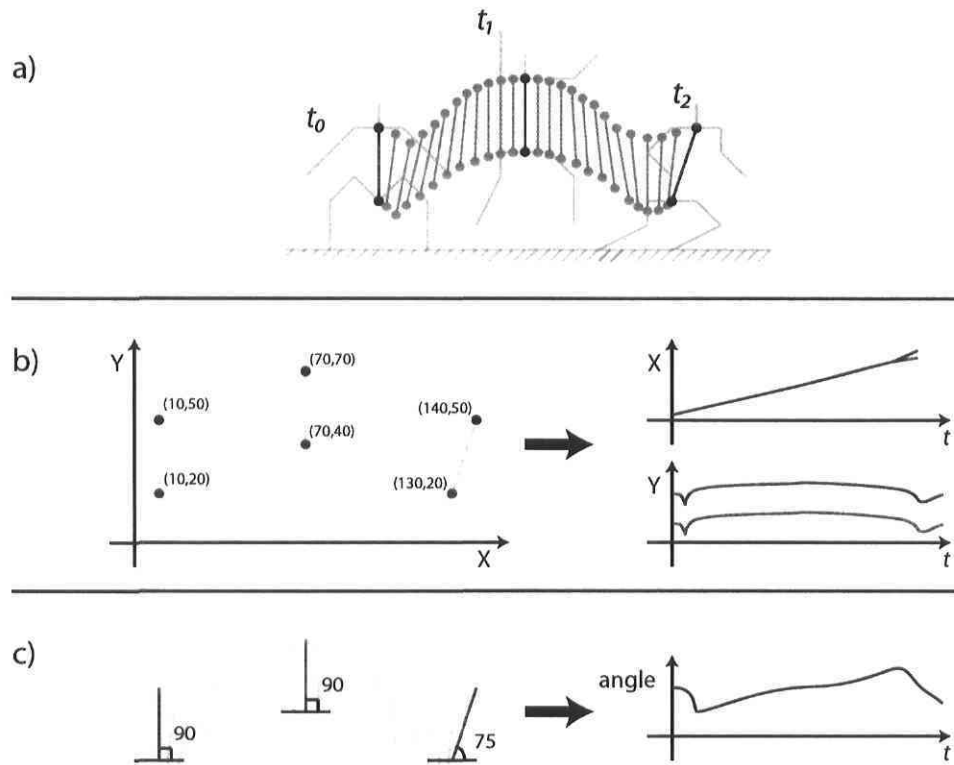 a)
t0
t1
t2
b)
Y
(10,50)
(10,20)
(70,70)
(70,40)
(140,50)
(130,20)
X
X
t
Y
t
c)
90
90
75
angle
t